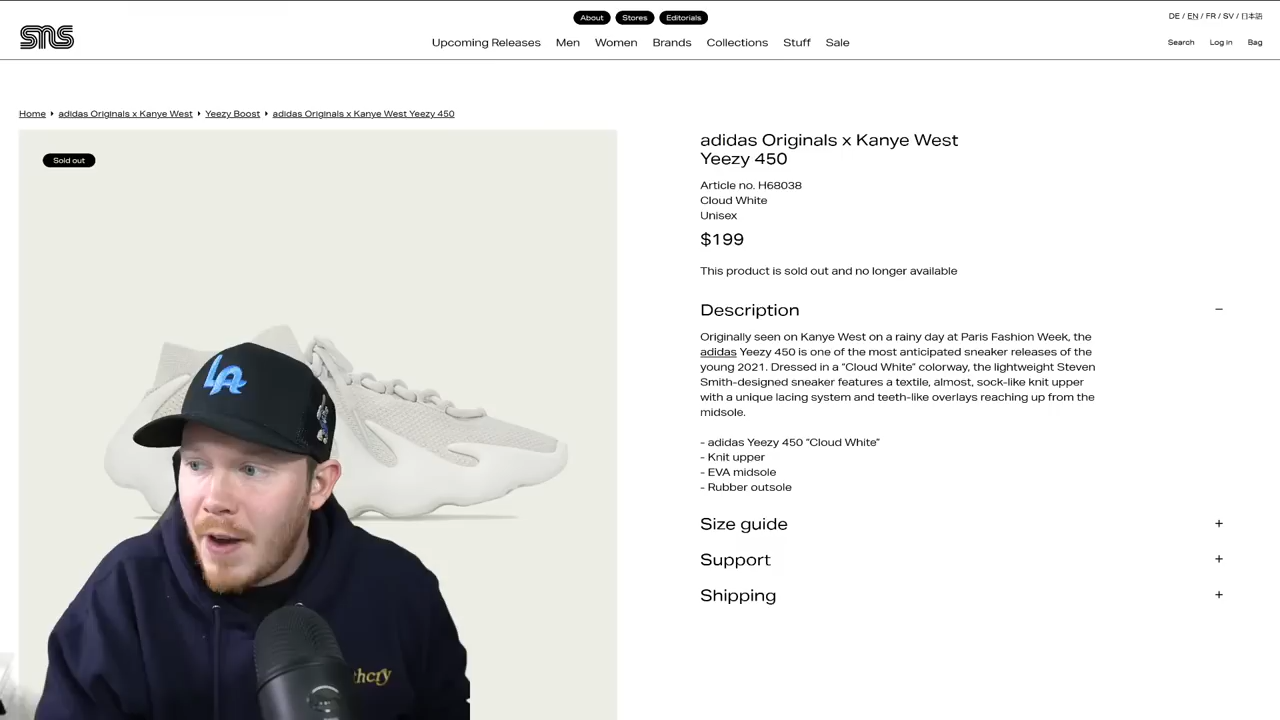 About Stores Editorials
DE / EN / FR / SV / 日本語
sns
Upcoming Releases Men Women Brands Collections Stuff Sale
Search Log in Bag
Home adidas Originals x Kanye West Yeezy Boost adidas Originals x Kanye West Yeezy 450
Sold out
adidas Originals x Kanye West
Yeezy 450
Article no. H68038
Cloud White
Unisex
$199
This product is sold out and no longer available
Description
Originally seen on Kanye West on a rainy day at Paris Fashion Week, the
adidas Yeezy 450 is one of the most anticipated sneaker releases of the
young 2021. Dressed in a “Cloud White” colorway, the lightweight Steven
Smith-designed sneaker features a textile, almost, sock-like knit upper
with a unique lacing system and teeth-like overlays reaching up from the
midsole.
- adidas Yeezy 450 “Cloud White”
- Knit upper
- EVA midsole
- Rubber outsole
Size guide
Support
Shipping
LA
thcry